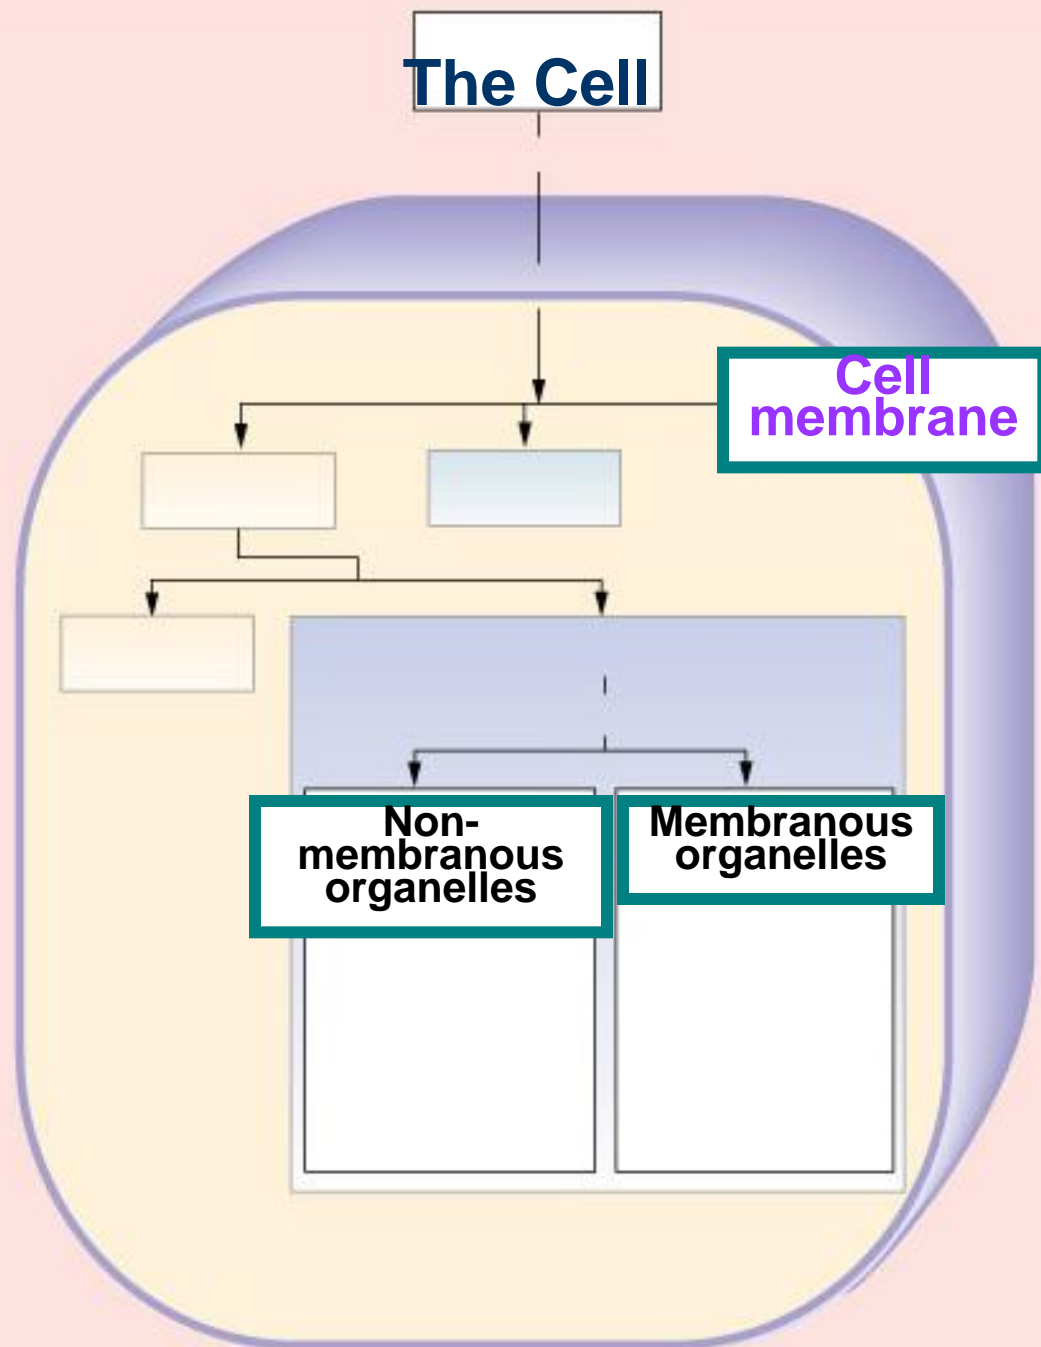 The Cell
Cell
membrane
Non-
membranous
organelles
Membranous
organelles